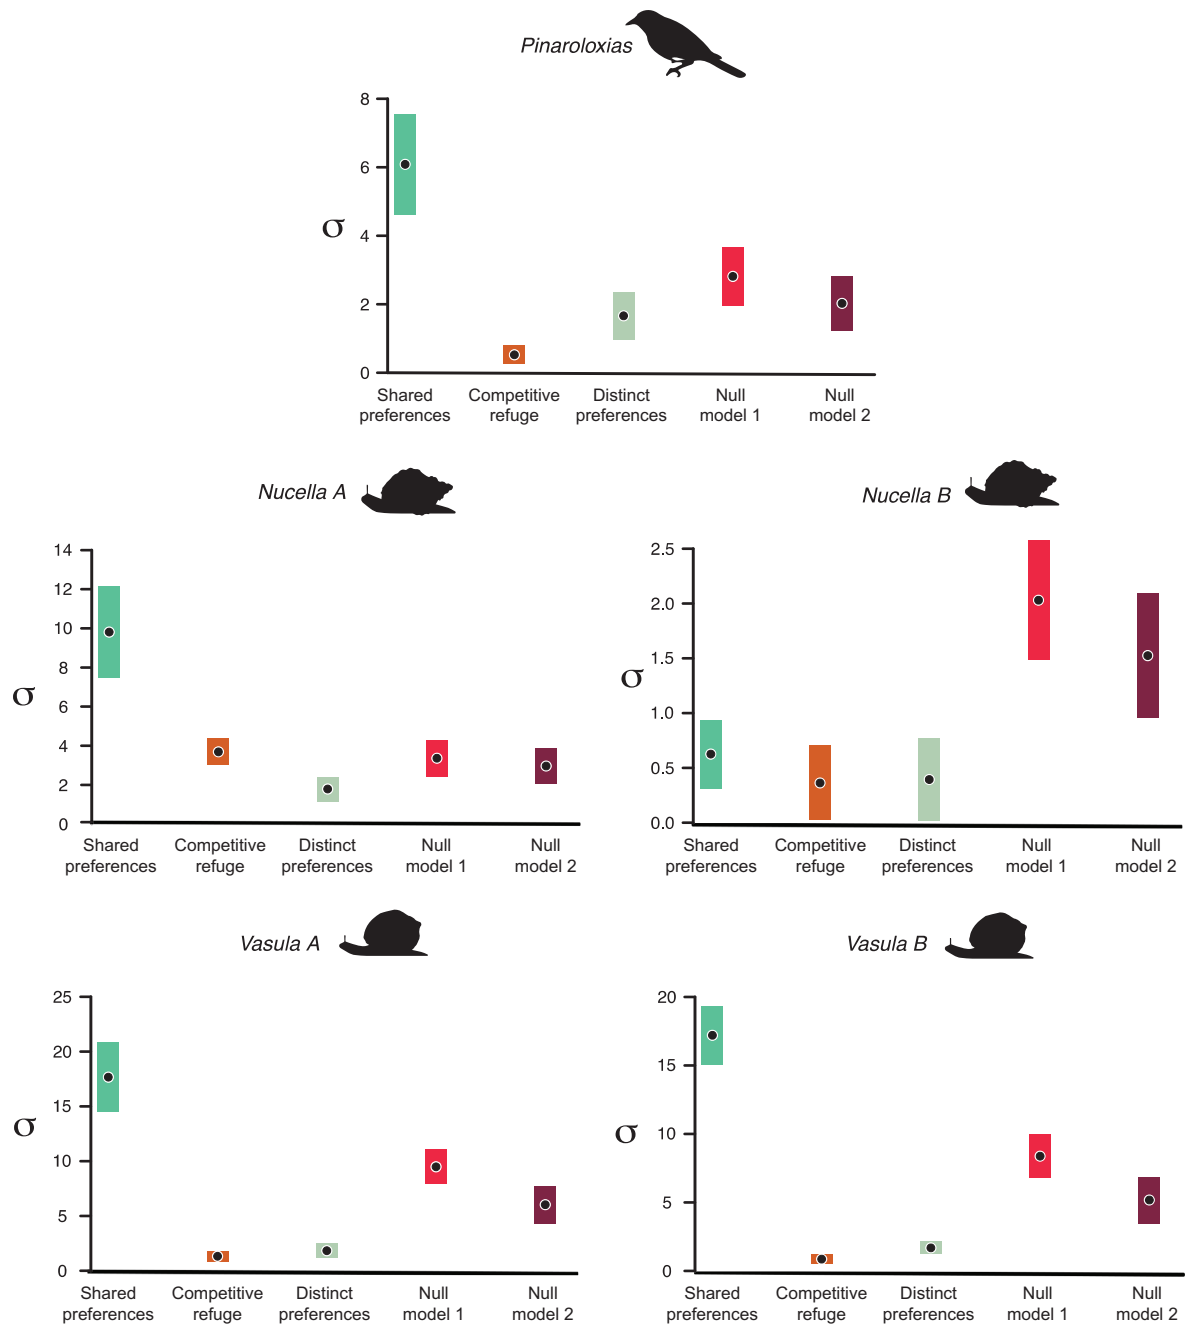 Pinaroloxias
8
6
4
2
0
σ
Shared preferences
Competitive refuge
Distinct preferences
Null model 1
Null model 2
Nucella A
14
12
10
8
6
4
2
0
σ
Shared preferences
Competitive refuge
Distinct preferences
Null model 1
Null model 2
Nucella B
2.5
2.0
1.5
1.0
0.5
0.0
σ
Shared preferences
Competitive refuge
Distinct preferences
Null model 1
Null model 2
Vasula A
25
20
15
10
5
0
σ
Shared preferences
Competitive refuge
Distinct preferences
Null model 1
Null model 2
Vasula B
20
15
10
5
0
σ
Shared preferences
Competitive refuge
Distinct preferences
Null model 1
Null model 2